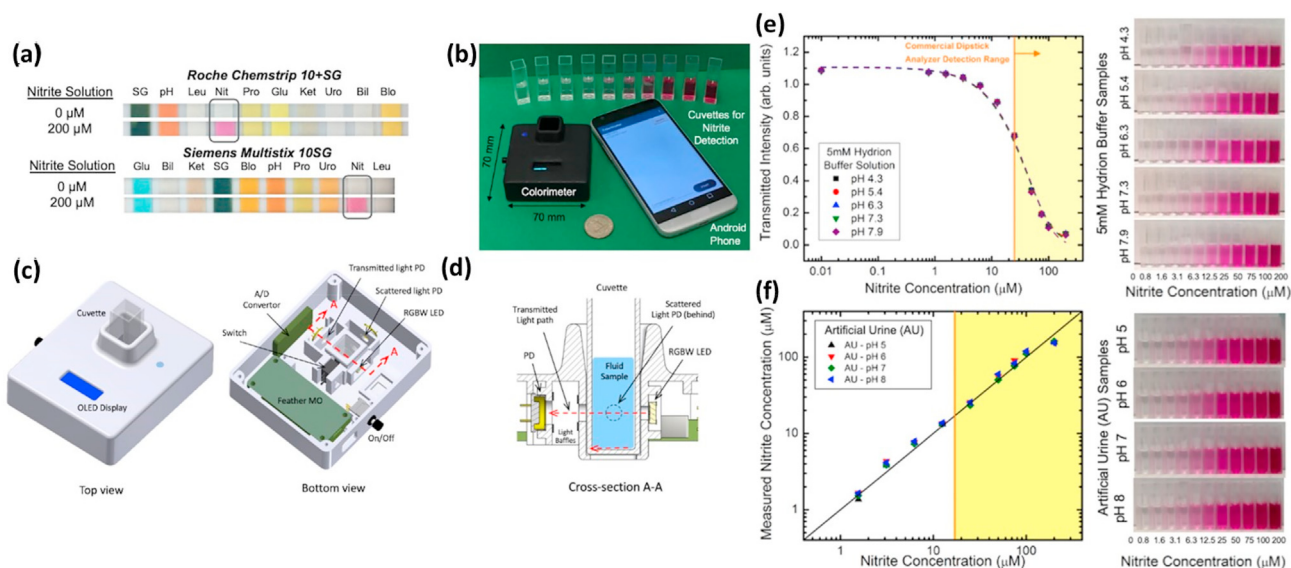 (a)
Roche Chemstrip 10+SG
Nitrite Solution
SG pH Leu Nit Pro Glu Ket Uro Bil Blo
0 μM
200 μM
Siemens Multistix 10SG
Nitrite Solution
Glu Bil Ket SG Blo pH Pro Uro Nit Leu
0 μM
200 μM
(b)
Cuvettes for
Nitrite
Detection
70 mm
Colorimeter
70 mm
Android
Phone
(c)
Cuvette
OLED Display
Top view
Transmitted light PD
A/D
Convertor
Scattered light PD
RGBW LED
Switch
A
A
Feather MO
On/Off
Bottom view
(d)
Cuvette
Transmitted
Light path
Scattered
Light PD (behind)
PD
RGBW LED
Fluid
Sample
Light
Baffles
Cross-section A-A
(e)
Transmitted Intensity (arb. units)
1.2
1.0
0.8
0.6
0.4
0.2
0.0
Commercial Dipstick
Analyzer Detection Range
5mM Hydrion
Buffer Solution
pH 4.3
pH 5.4
pH 6.3
pH 7.3
pH 7.9
0.01 0.1 1 10 100
Nitrite Concentration (μM)
5mM Hydrion Buffer Samples
pH 4.3
pH 5.4
pH 6.3
pH 7.3
pH 7.9
0 0.8 1.6 3.1 6.3 12.5 25 50 75 100 200
Nitrite Concentration (μM)
(f)
Measured Nitrite Concentration (μM)
100
10
1
Artificial Urine (AU)
AU - pH 5
AU - pH 6
AU - pH 7
AU - pH 8
1 10 100
Nitrite Concentration (μM)
Artificial Urine (AU) Samples
pH 5
pH 6
pH 7
pH 8
0 0.8 1.6 3.1 6.3 12.5 25 50 75 100 200
Nitrite Concentration (μM)